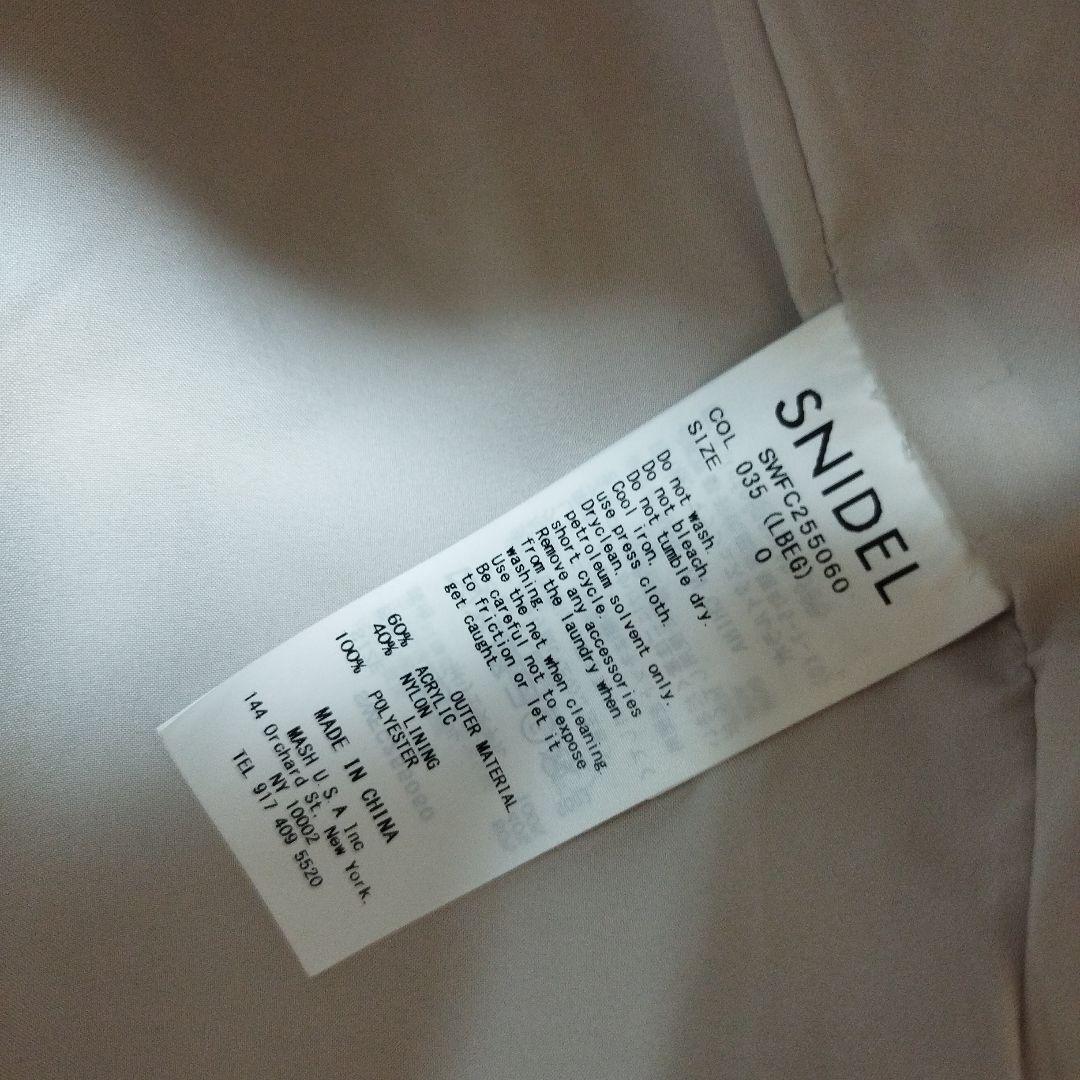 SNIDEL
SWFC255060
COL 035 (LBEG)
SIZE 0
Do not wash.
Do not bleach.
Do not tumble dry.
Cool iron.
use press cloth.
Dryclean.
petroleum solvent only.
short cycle.
Remove any accessories
from the laundry when
washing.
Use the net when cleaning.
Be careful not to expose
to friction or let it
get caught.
OUTER MATERIAL
60% ACRYLIC
40% NYLON
LINING
100% POLYESTER
MADE IN CHINA
MASH U.S.A Inc
144 Orchard St, New York,
NY 10002
TEL 917 409 5520